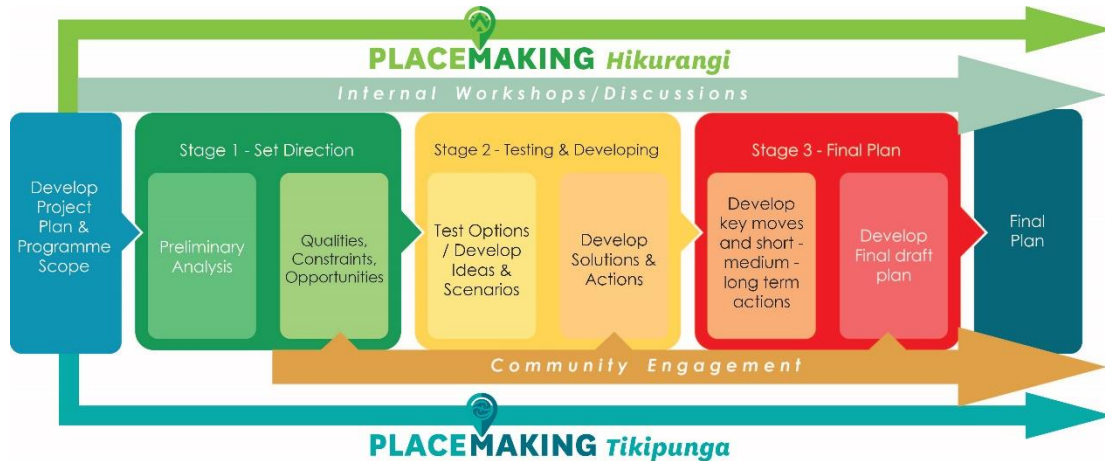 PLACEMAKING Hikurangi
Internal Workshops/Discussions
Develop
Project
Plan &
Programme
Scope
Stage 1 - Set Direction
Preliminary
Analysis
Qualities,
Constraints,
Opportunities
Stage 2 - Testing & Developing
Test Options
/ Develop
Ideas &
Scenarios
Develop
Solutions &
Actions
Stage 3 - Final Plan
Develop
key moves
and short -
medium -
long term
actions
Develop
Final draft
plan
Final
Plan
Community Engagement
PLACEMAKING Tikipunga